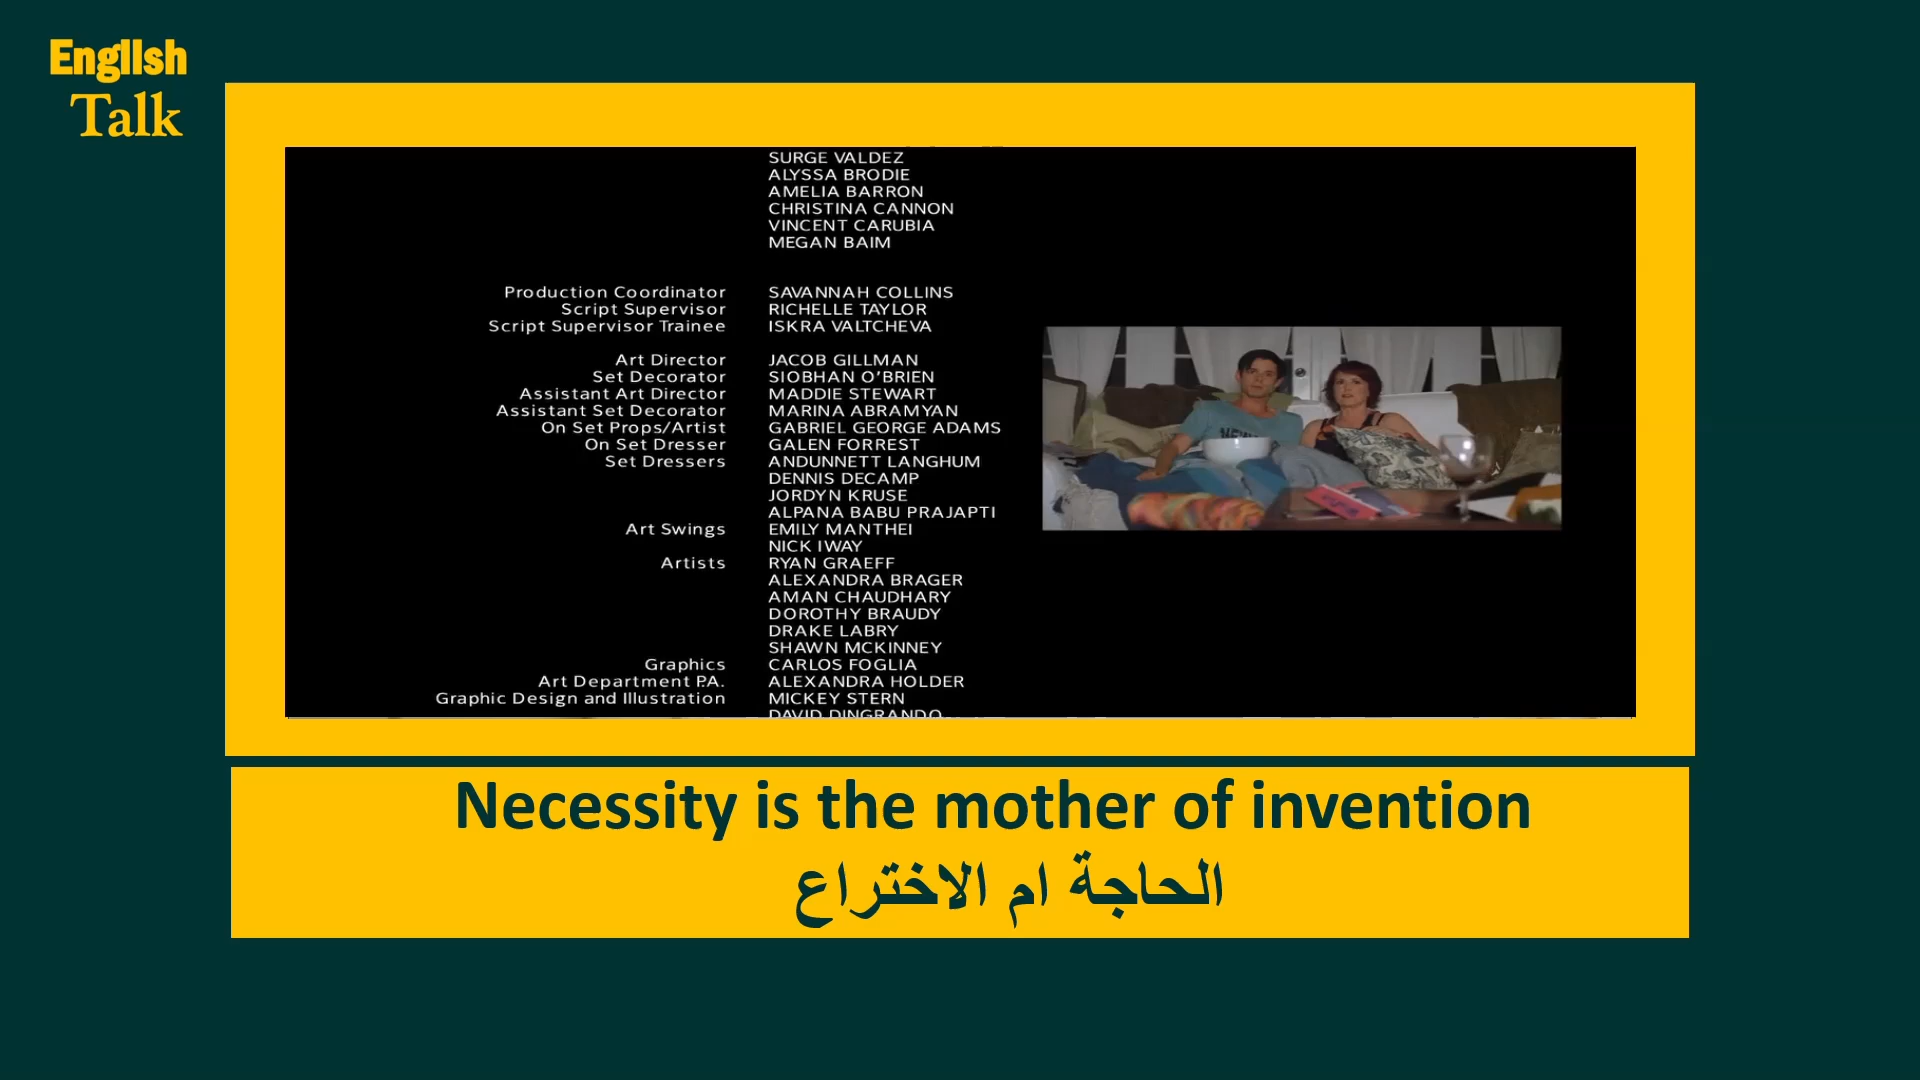 English
Talk
SURGE VALDEZ
ALYSSA BRODIE
AMELIA BARRON
CHRISTINA CANNON
VINCENT CARUBIA
MEGAN BAIM
Production Coordinator SAVANNAH COLLINS
Script Supervisor RICHELLE TAYLOR
Script Supervisor Trainee ISKRA VALTCHEVA
Art Director JACOB GILLMAN
Set Decorator SIOBHAN O'BRIEN
Assistant Art Director MADDIE STEWART
Assistant Set Decorator MARINA ABRAMYAN
On Set Props/Artist GABRIEL GEORGE ADAMS
On Set Dresser GALEN FORREST
Set Dressers ANDUNNETT LANGHUM
DENNIS DECAMP
JORDYN KRUSE
ALPANA BABU PRAJAPTI
Art Swings EMILY MANTHEI
NICK IWAY
Artists RYAN GRAEFF
ALEXANDRA BRAGER
AMAN CHAUDHARY
DOROTHY BRAUDY
DRAKE LABRY
SHAWN MCKINNEY
Graphics CARLOS FOGLIA
Art Department P.A. ALEXANDRA HOLDER
Graphic Design and Illustration MICKEY STERN
DAVID DINGRANDO
Necessity is the mother of invention
الحاجة ام الاختراع